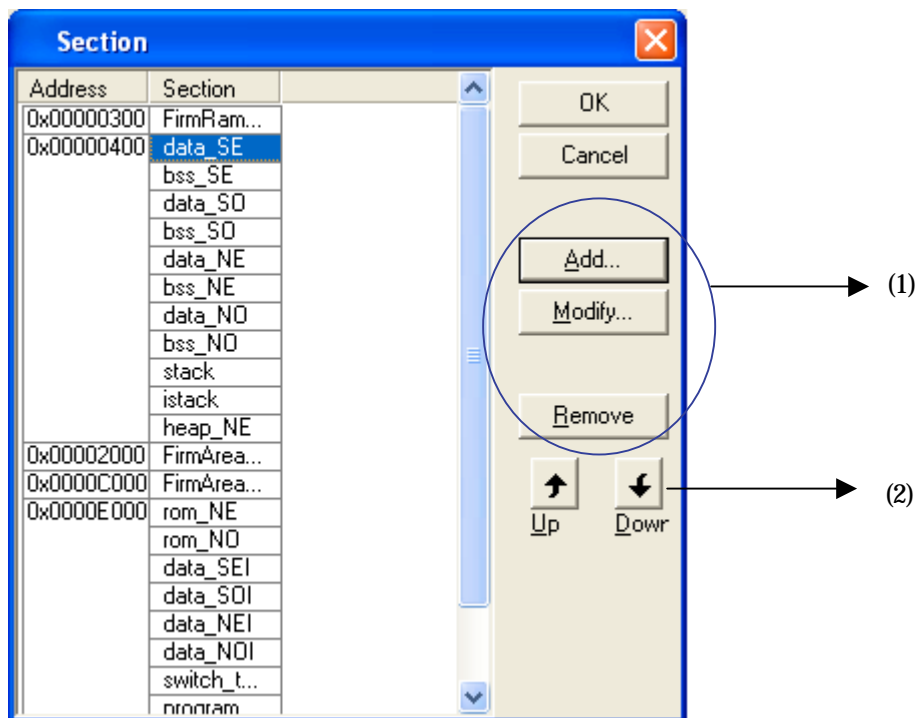 Section
Address Section
0x00000300 FirmRam...
0x00000400 data_SE
bss_SE
data_SO
bss_SO
data_NE
bss_NE
data_NO
bss_NO
stack
istack
heap_NE
0x00002000 FirmArea...
0x0000C000 FirmArea...
0x0000E000 rom_NE
rom_NO
data_SEI
data_SOI
data_NEI
data_NOI
switch_t...
program
OK
Cancel
Add...
Modify...
Remove
Up Down
(1)
(2)